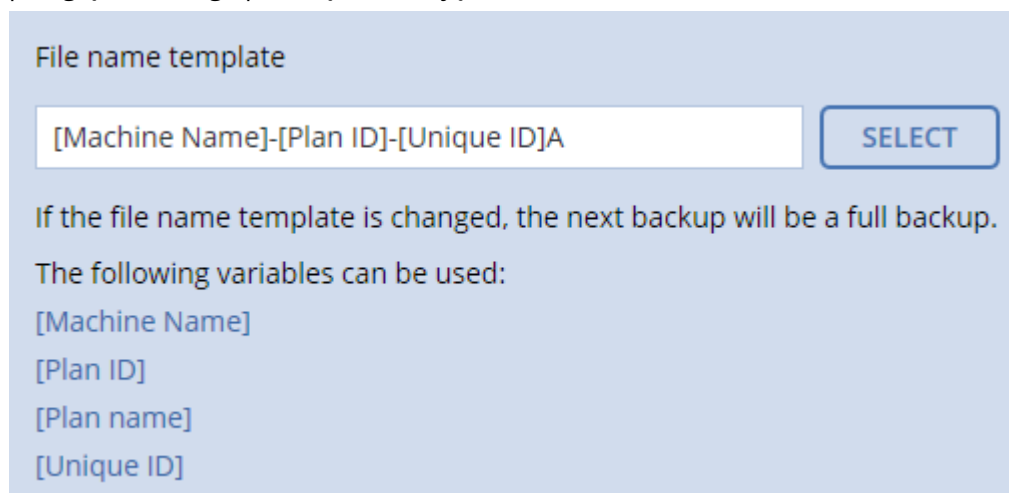 File name template
[Machine Name]-[Plan ID]-[Unique ID]A
SELECT
If the file name template is changed, the next backup will be a full backup.
The following variables can be used:
[Machine Name]
[Plan ID]
[Plan name]
[Unique ID]